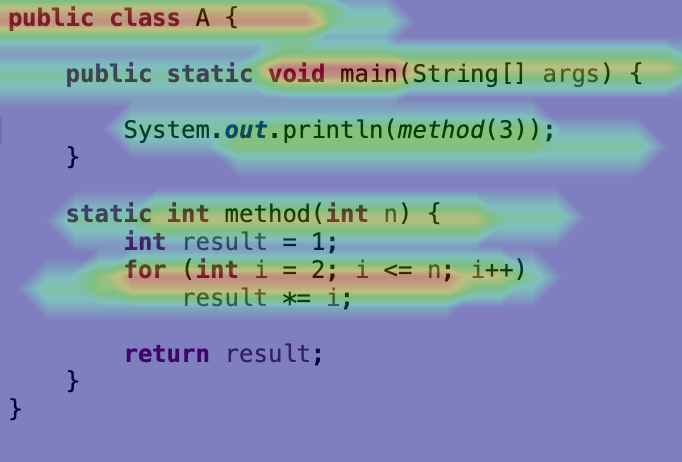 public class A {
    public static void main(String[] args) {
        System.out.println(method(3));
    }
    static int method(int n) {
        int result = 1;
        for (int i = 2; i <= n; i++)
            result *= i;
        return result;
    }
}